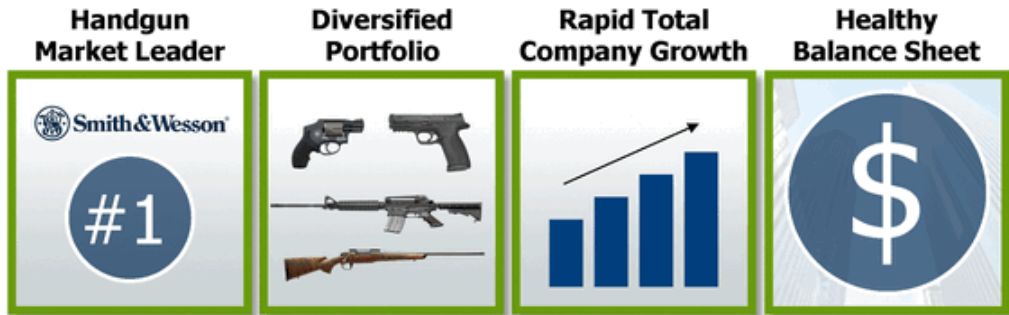 Handgun
Market Leader
Diversified
Portfolio
Rapid Total
Company Growth
Healthy
Balance Sheet
Smith & Wesson
#1
$